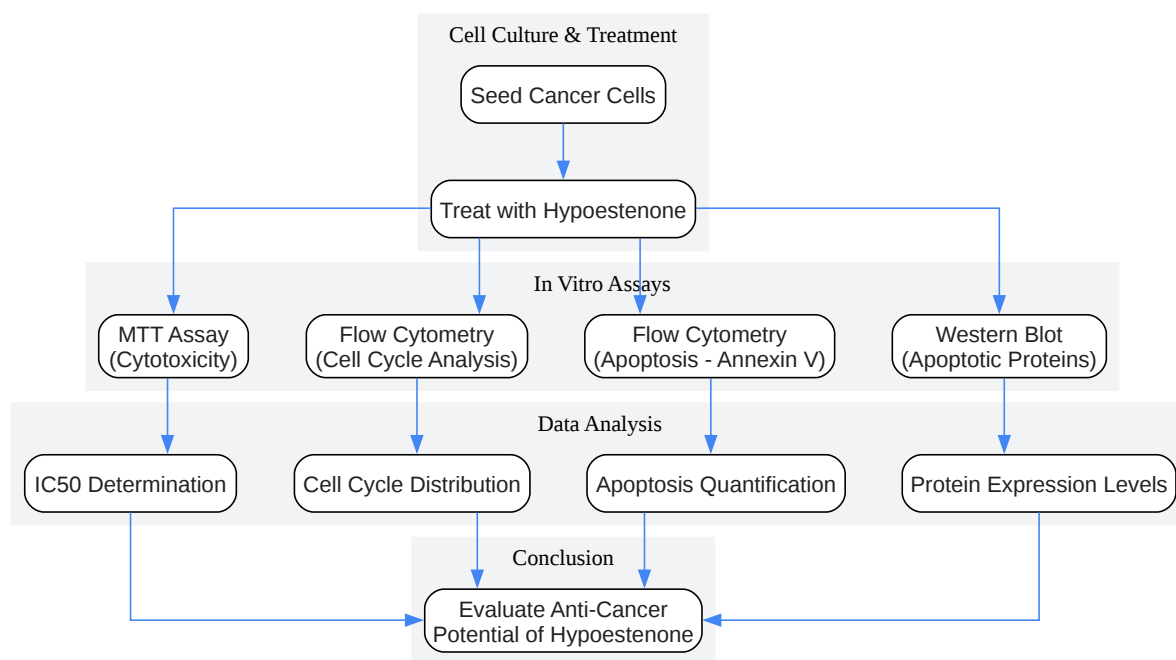 Cell Culture & Treatment
Seed Cancer Cells
Treat with Hypoestenone
In Vitro Assays
MTT Assay
(Cytotoxicity)
Flow Cytometry
(Cell Cycle Analysis)
Flow Cytometry
(Apoptosis - Annexin V)
Western Blot
(Apoptotic Proteins)
Data Analysis
IC50 Determination
Cell Cycle Distribution
Apoptosis Quantification
Protein Expression Levels
Conclusion
Evaluate Anti-Cancer
Potential of Hypoestenone